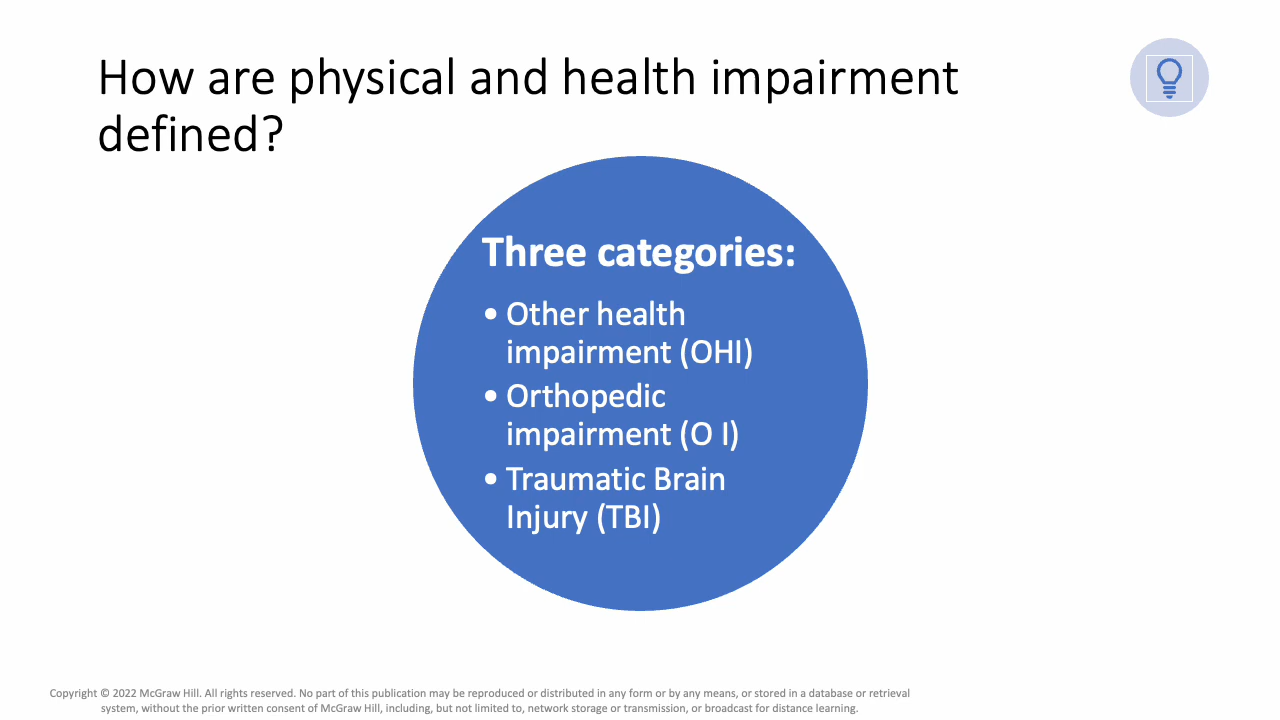 How are physical and health impairment
defined?
Three categories:
• Other health
impairment (OHI)
• Orthopedic
impairment (O I)
• Traumatic Brain
Injury (TBI)
Copyright © 2022 McGraw Hill. All rights reserved. No part of this publication may be reproduced or distributed in any form or by any means, or stored in a database or retrieval
system, without the prior written consent of McGraw Hill, including, but not limited to, network storage or transmission, or broadcast for distance learning.